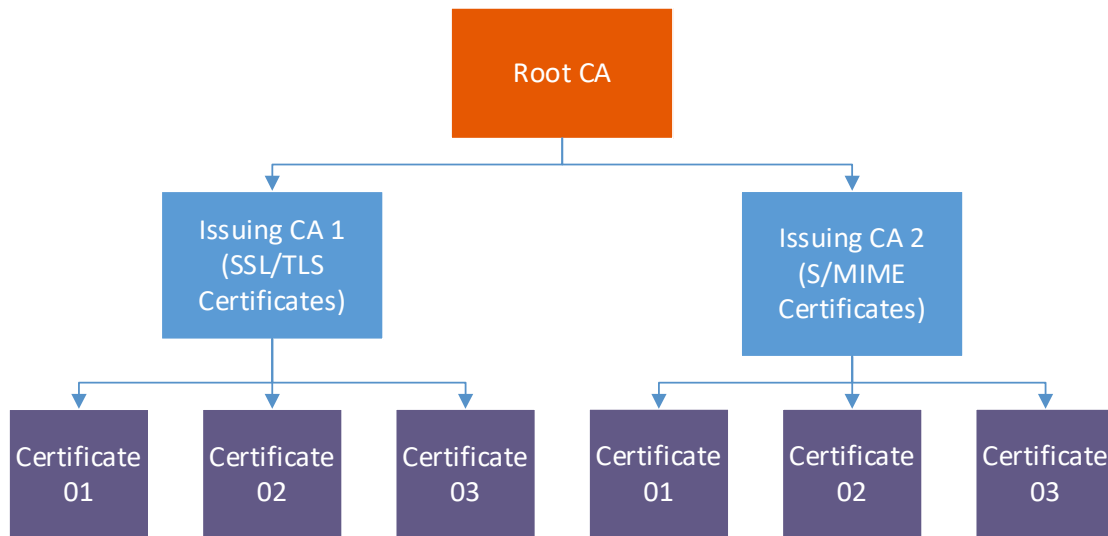 Root CA
Issuing CA 1
(SSL/TLS
Certificates)
Issuing CA 2
(S/MIME
Certificates)
Certificate
01
Certificate
02
Certificate
03
Certificate
01
Certificate
02
Certificate
03